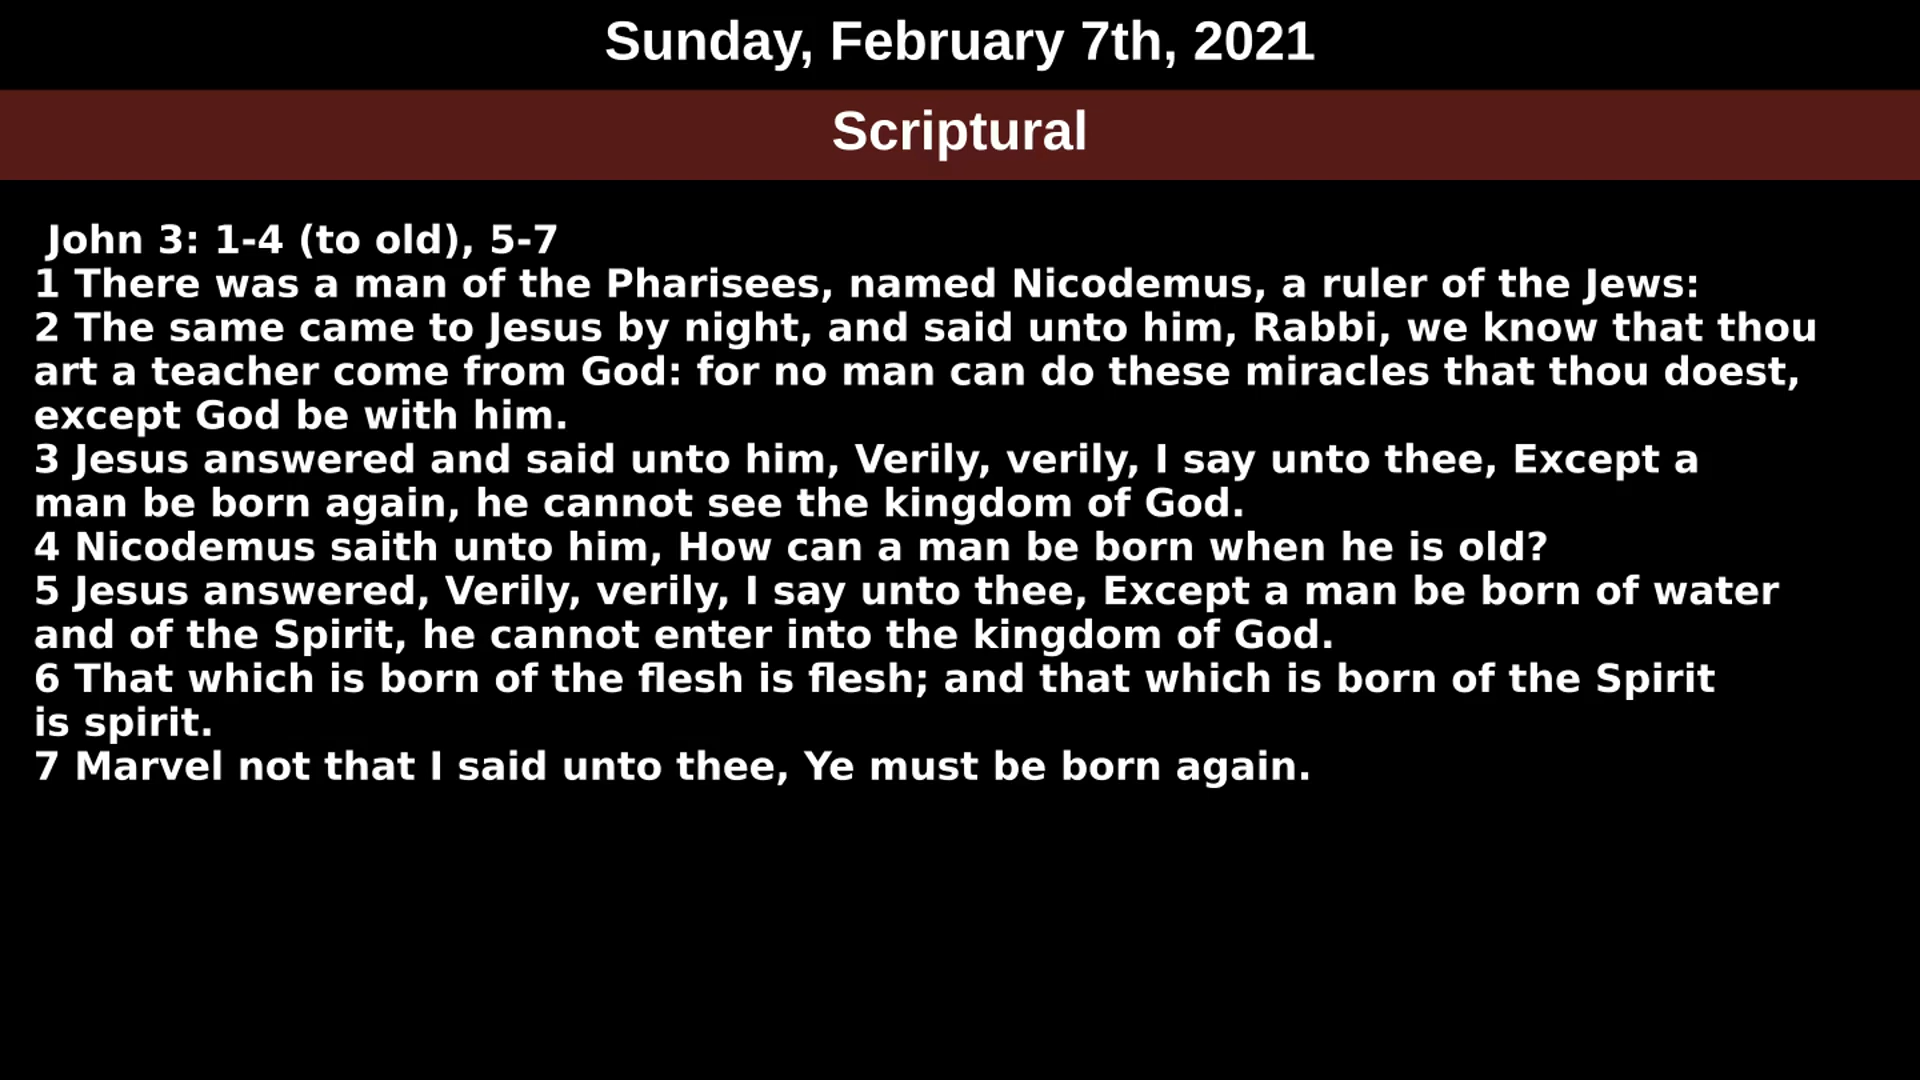 Sunday, February 7th, 2021
Scriptural
John 3: 1-4 (to old), 5-7
1 There was a man of the Pharisees, named Nicodemus, a ruler of the Jews:
2 The same came to Jesus by night, and said unto him, Rabbi, we know that thou
art a teacher come from God: for no man can do these miracles that thou doest,
except God be with him.
3 Jesus answered and said unto him, Verily, verily, I say unto thee, Except a
man be born again, he cannot see the kingdom of God.
4 Nicodemus saith unto him, How can a man be born when he is old?
5 Jesus answered, Verily, verily, I say unto thee, Except a man be born of water
and of the Spirit, he cannot enter into the kingdom of God.
6 That which is born of the flesh is flesh; and that which is born of the Spirit
is spirit.
7 Marvel not that I said unto thee, Ye must be born again.